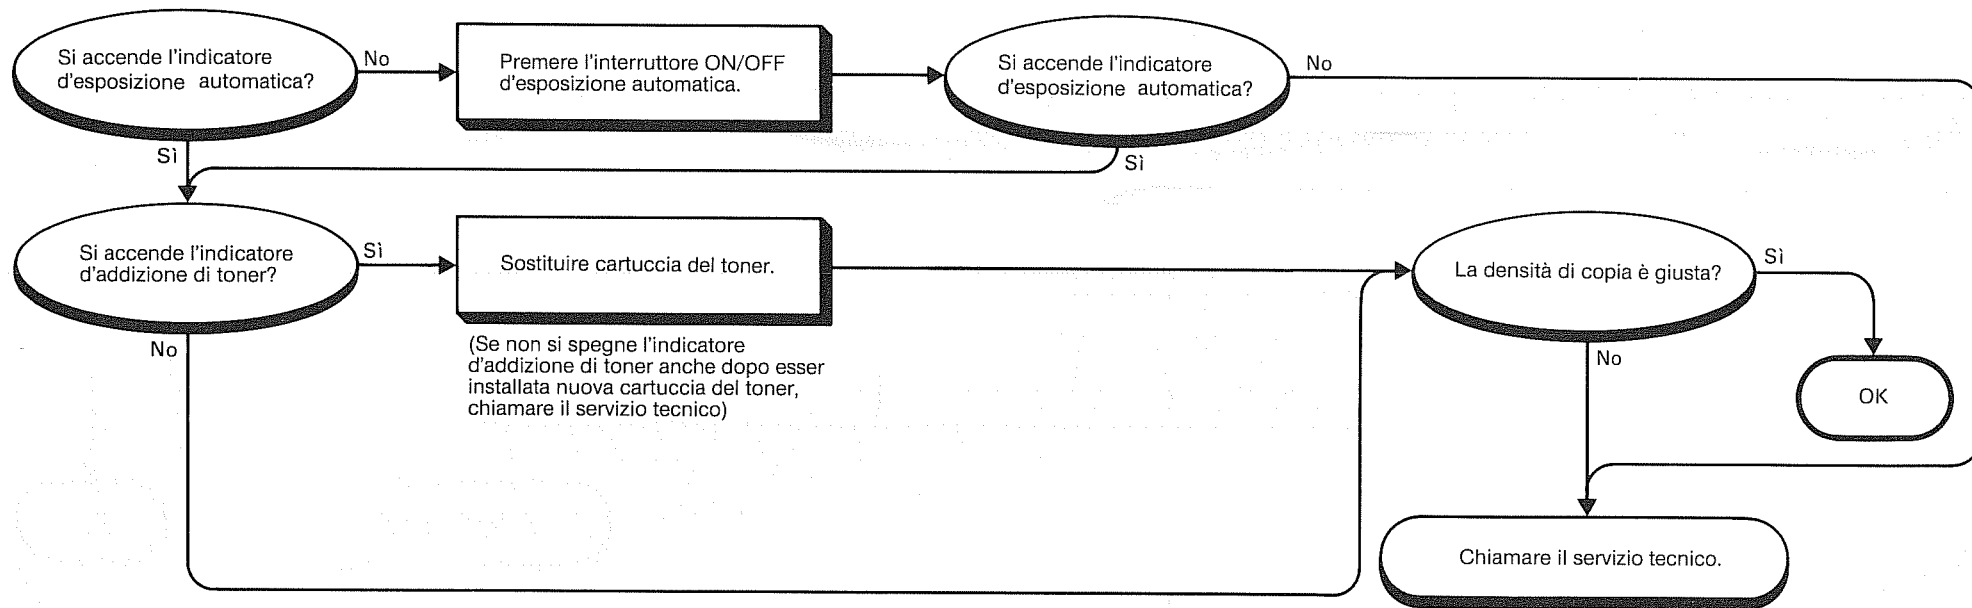 Si accende l'indicatore
d'esposizione automatica?
No
Premere l'interruttore ON/OFF
d'esposizione automatica.
Si accende l'indicatore
d'esposizione automatica?
No
Sì
Sì
Si accende l'indicatore
d'addizione di toner?
Sì
Sostituire cartuccia del toner.
(Se non si spegne l'indicatore
d'addizione di toner anche dopo esser
installata nuova cartuccia del toner,
chiamare il servizio tecnico)
La densità di copia è giusta?
Sì
No
No
OK
Chiamare il servizio tecnico.